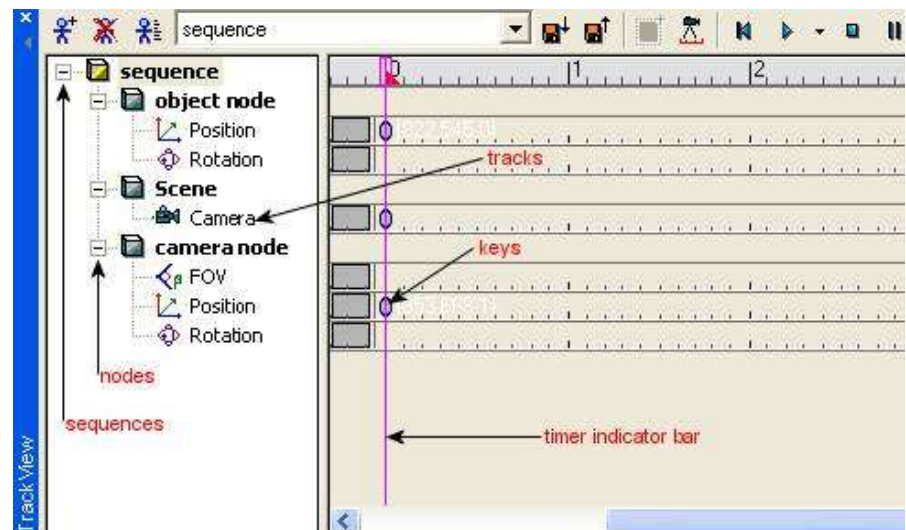 sequence
sequence
0 1 2
object node
Position
Rotation
tracks
Scene
Camera
keys
camera node
FOV
Position
Rotation
nodes
sequences
timer indicator bar
Track View